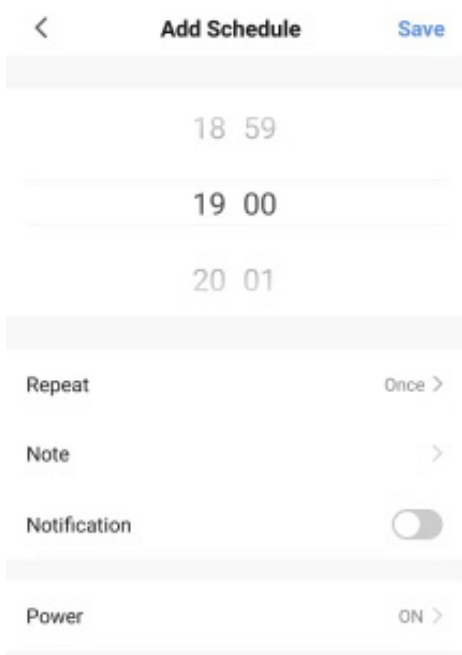 Add Schedule Save
18 59
19 00
20 01
Repeat Once
Note
Notification
Power ON